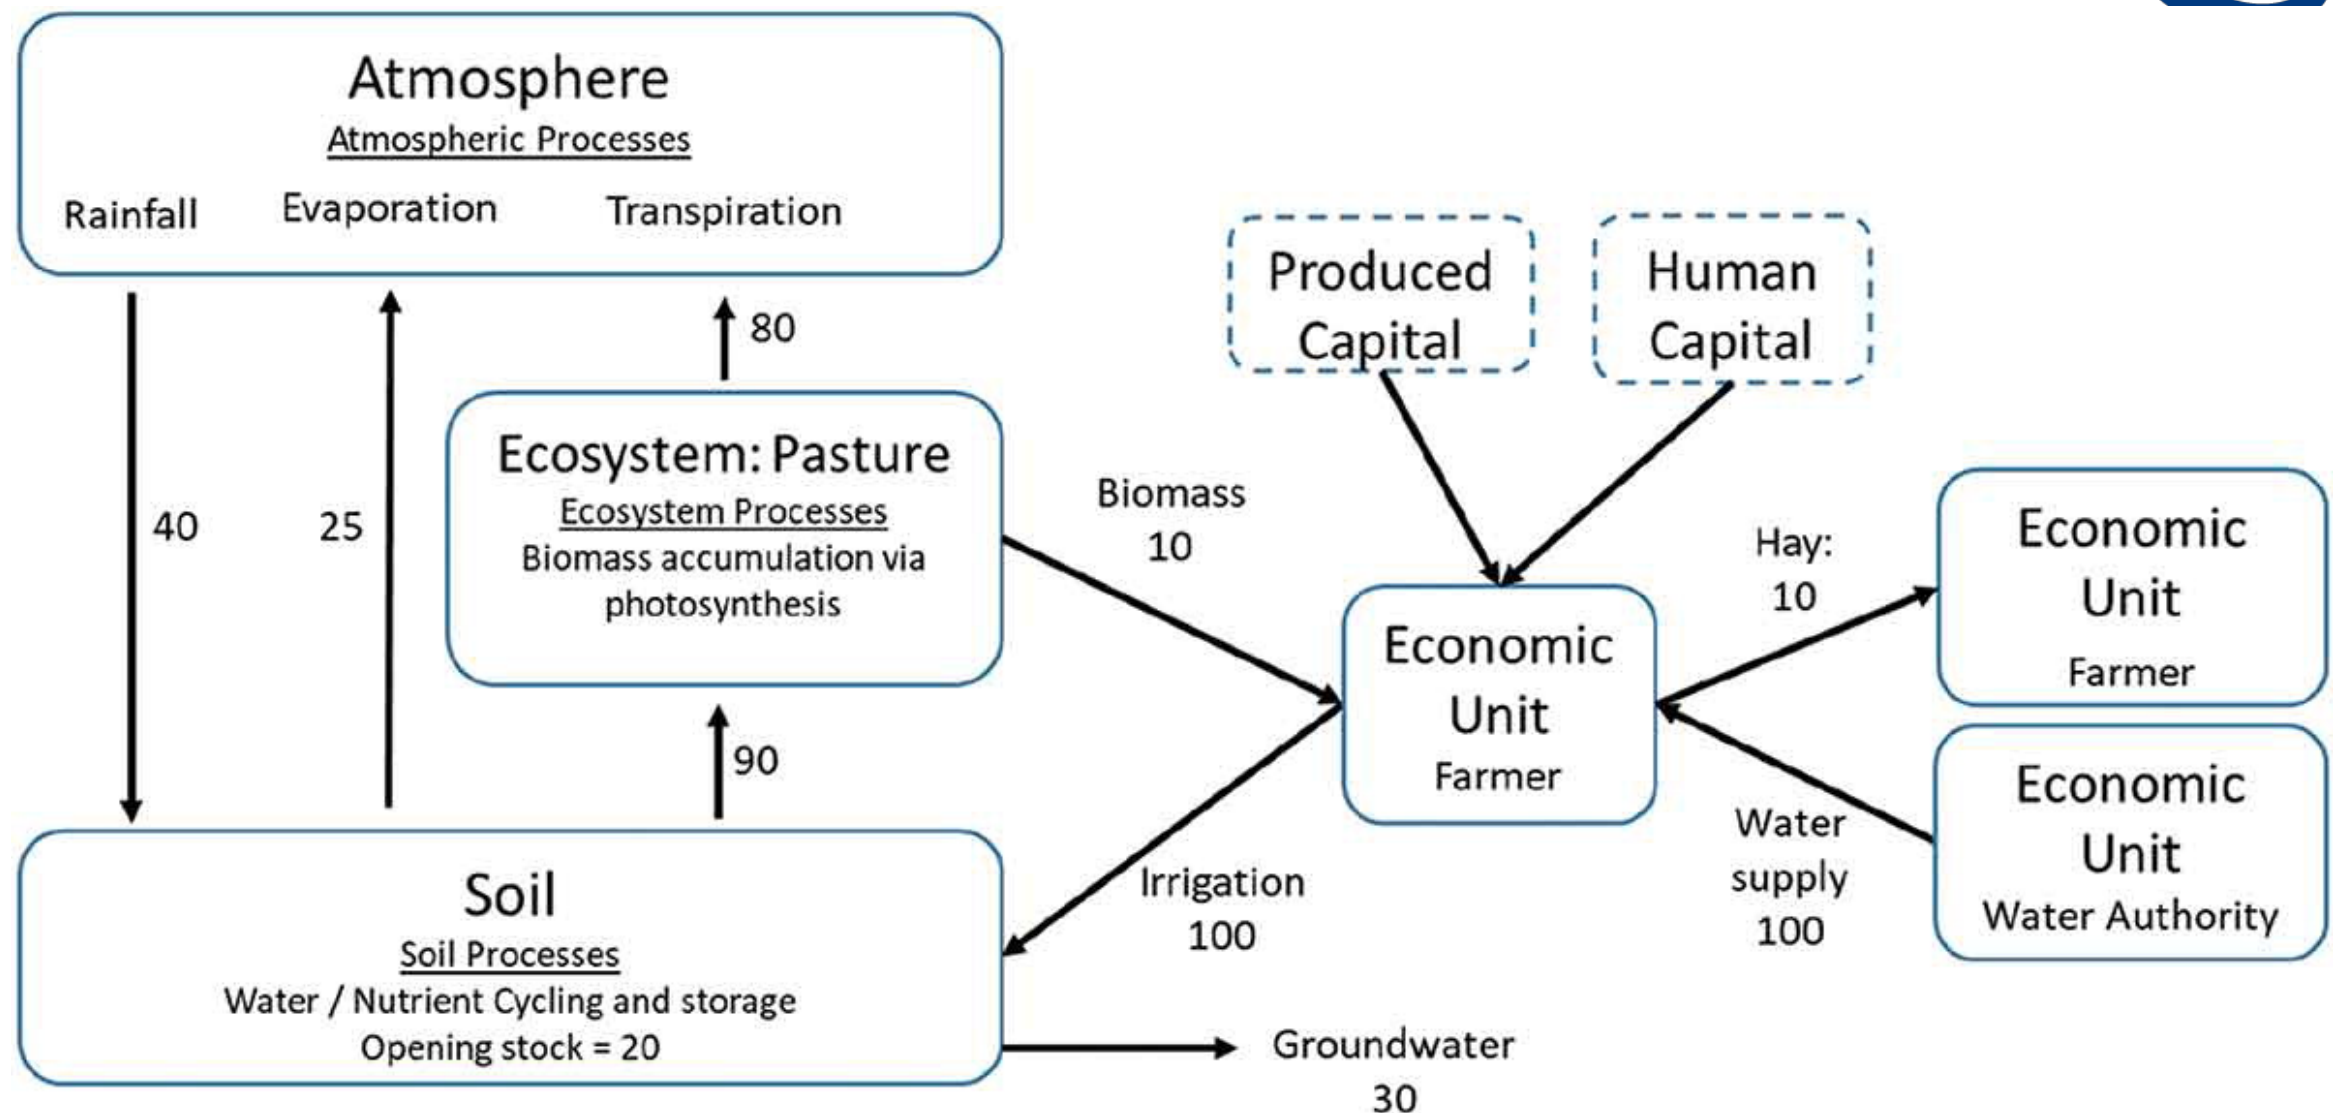 Atmosphere
Atmospheric Processes
Rainfall
Evaporation
Transpiration
40
25
80
Ecosystem: Pasture
Ecosystem Processes
Biomass accumulation via
photosynthesis
90
Soil
Soil Processes
Water / Nutrient Cycling and storage
Opening stock = 20
Biomass
10
Irrigation
100
Groundwater
30
Produced
Capital
Human
Capital
Economic
Unit
Farmer
Hay:
10
Water
supply
100
Economic
Unit
Farmer
Economic
Unit
Water Authority